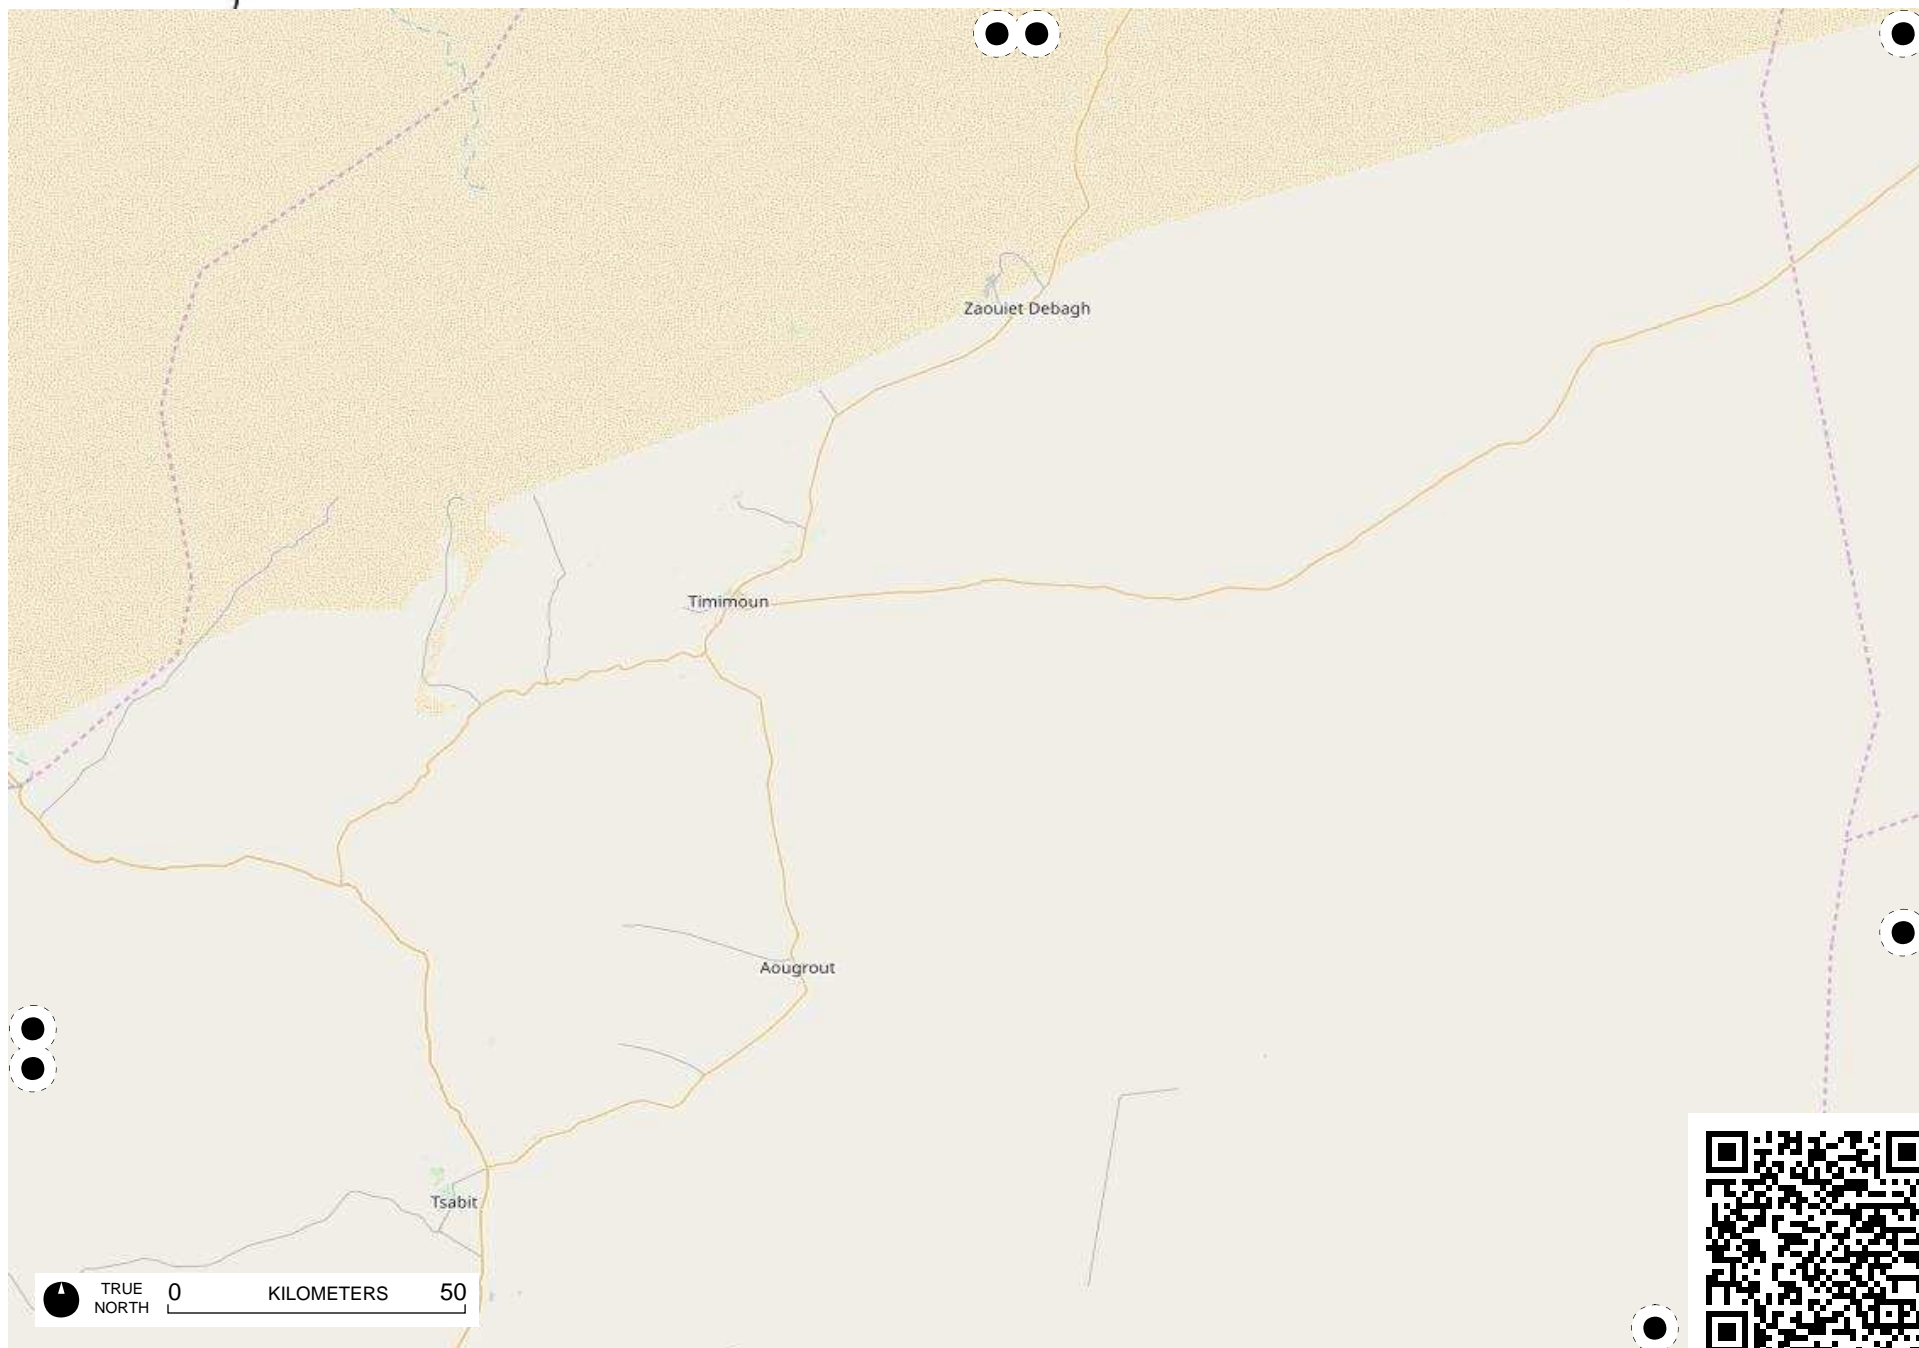 Zaouiet Debagh
Timimoun
Aougrout
Tsabit
TRUE
NORTH
0 KILOMETERS 50